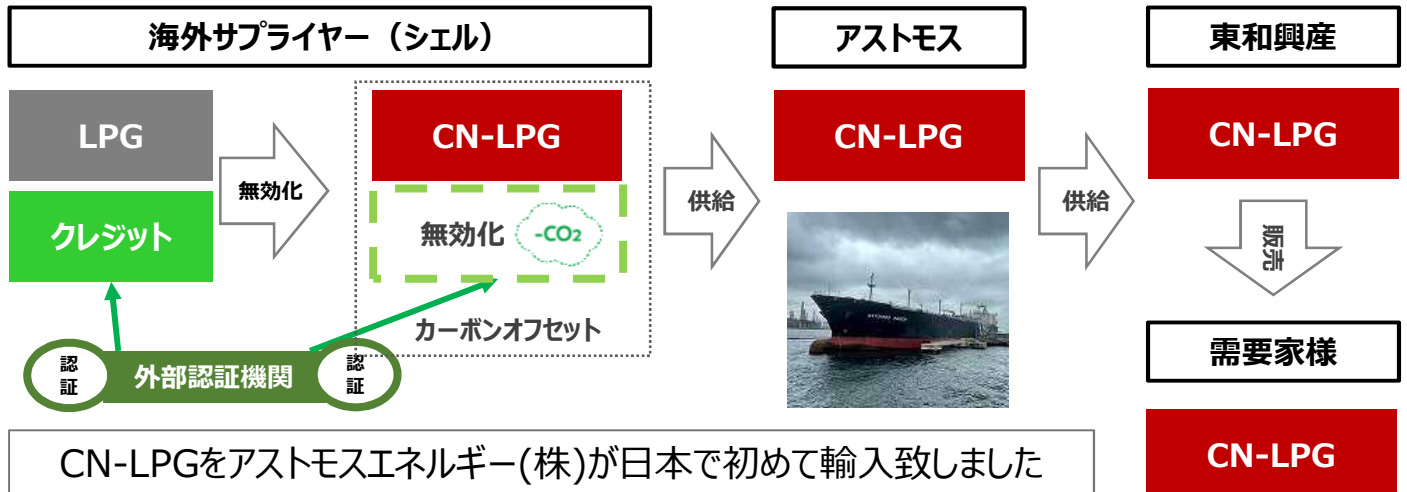 海外サプライヤー（シェル）
アストモス
東和興産
LPG
クレジット
無効化
CN-LPG
無効化
-CO2
カーボンオフセット
認証
外部認証機関
認証
供給
CN-LPG
供給
CN-LPG
販売
需要家様
CN-LPG
CN-LPGをアストモスエネルギー(株)が日本で初めて輸入致しました